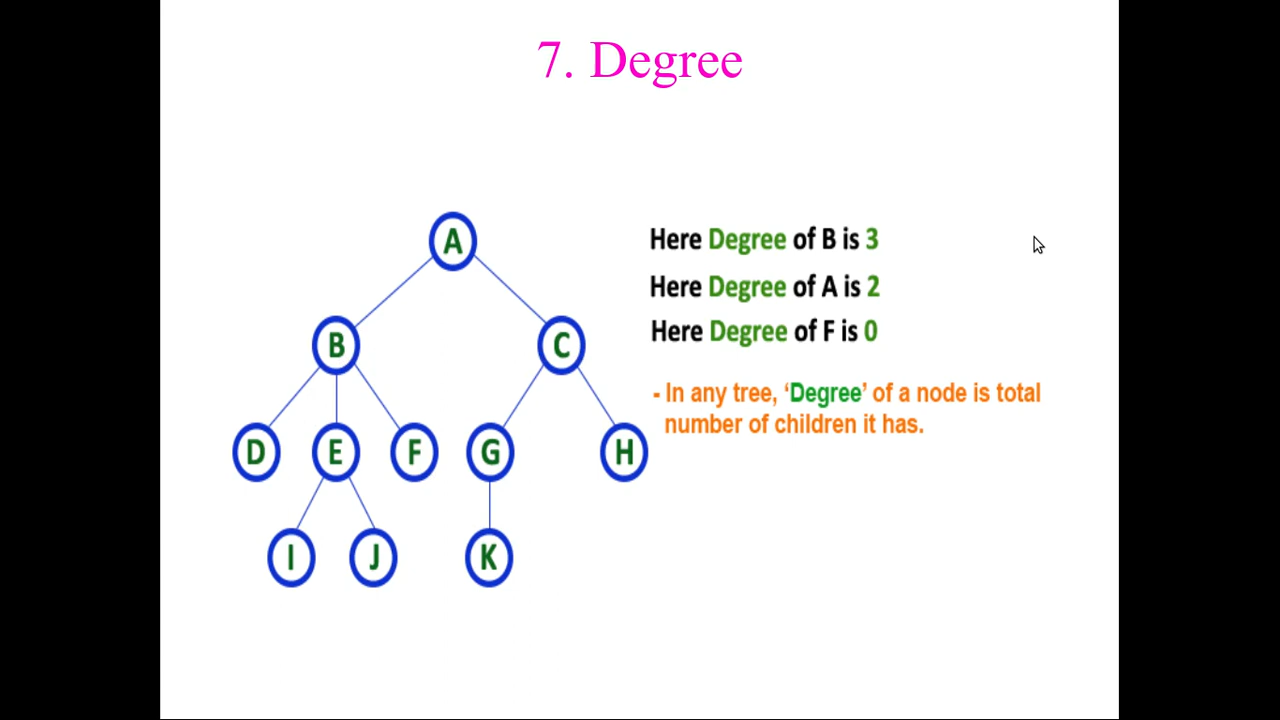 7. Degree
A
Here Degree of B is 3
Here Degree of A is 2
Here Degree of F is 0
B C
- In any tree, ‘Degree’ of a node is total
number of children it has.
D E F G H
I J K